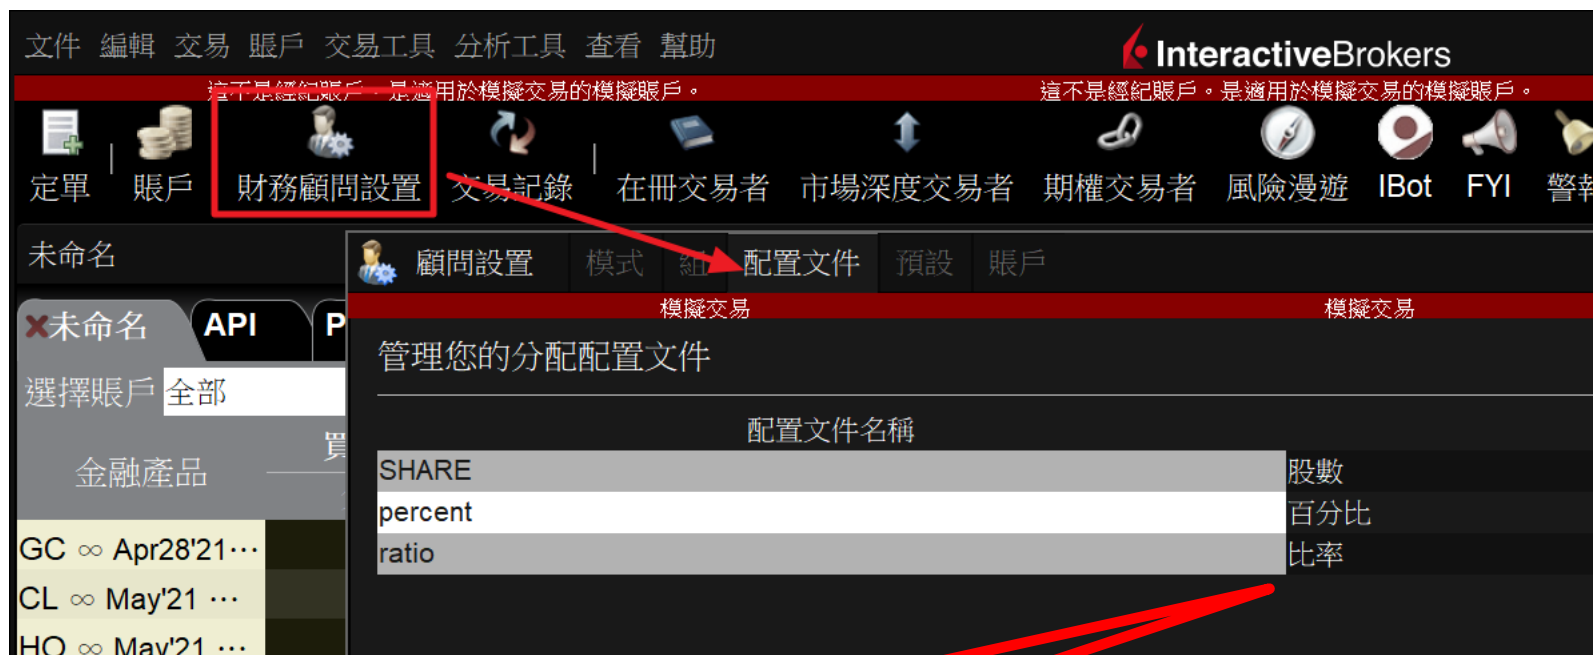 文件 編輯 交易 賬戶 交易工具 分析工具 查看 幫助
InteractiveBrokers
這不是經紀賬戶。是適用於模擬交易的模擬賬戶。 這不是經紀賬戶。是適用於模擬交易的模擬賬戶。
定單 賬戶 財務顧問設置 交易記錄 在冊交易者 市場深度交易者 期權交易者 風險漫遊 IBot FYI 警報
未命名
顧問設置 模式 組 配置文件 預設 賬戶
模擬交易 模擬交易
未命名 API P
管理您的分配配置文件
選擇賬戶 全部
配置文件名稱
買
金融產品
SHARE 股數
percent 百分比
ratio 比率
GC ∞ Apr28'21···
CL ∞ May'21 ···
HO ∞ May'21 ···